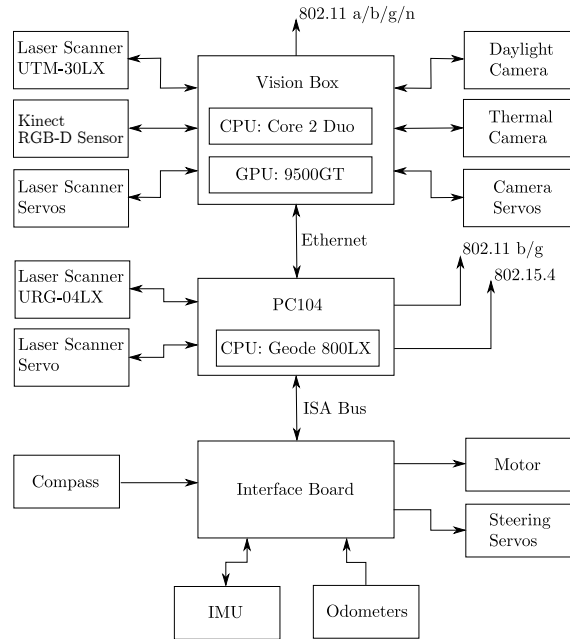 802.11 a/b/g/n
Laser Scanner
UTM-30LX
Vision Box
Daylight
Camera
Kinect
RGB-D Sensor
CPU: Core 2 Duo
Thermal
Camera
Laser Scanner
Servos
GPU: 9500GT
Camera
Servos
Ethernet
802.11 b/g
802.15.4
Laser Scanner
URG-04LX
PC104
Laser Scanner
Servo
CPU: Geode 800LX
ISA Bus
Compass
Interface Board
Motor
Steering
Servos
IMU
Odometers